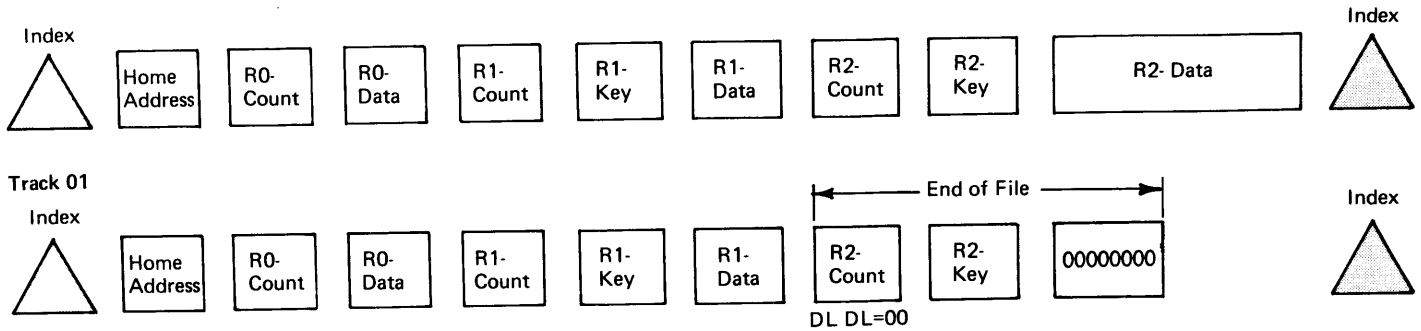 Index
Index
Home Address
R0- Count
R0- Data
R1- Count
R1- Key
R1- Data
R2- Count
R2- Key
R2- Data
Track 01
Index
End of File
Index
Home Address
R0- Count
R0- Data
R1- Count
R1- Key
R1- Data
R2- Count
R2- Key
00000000
DL DL=00